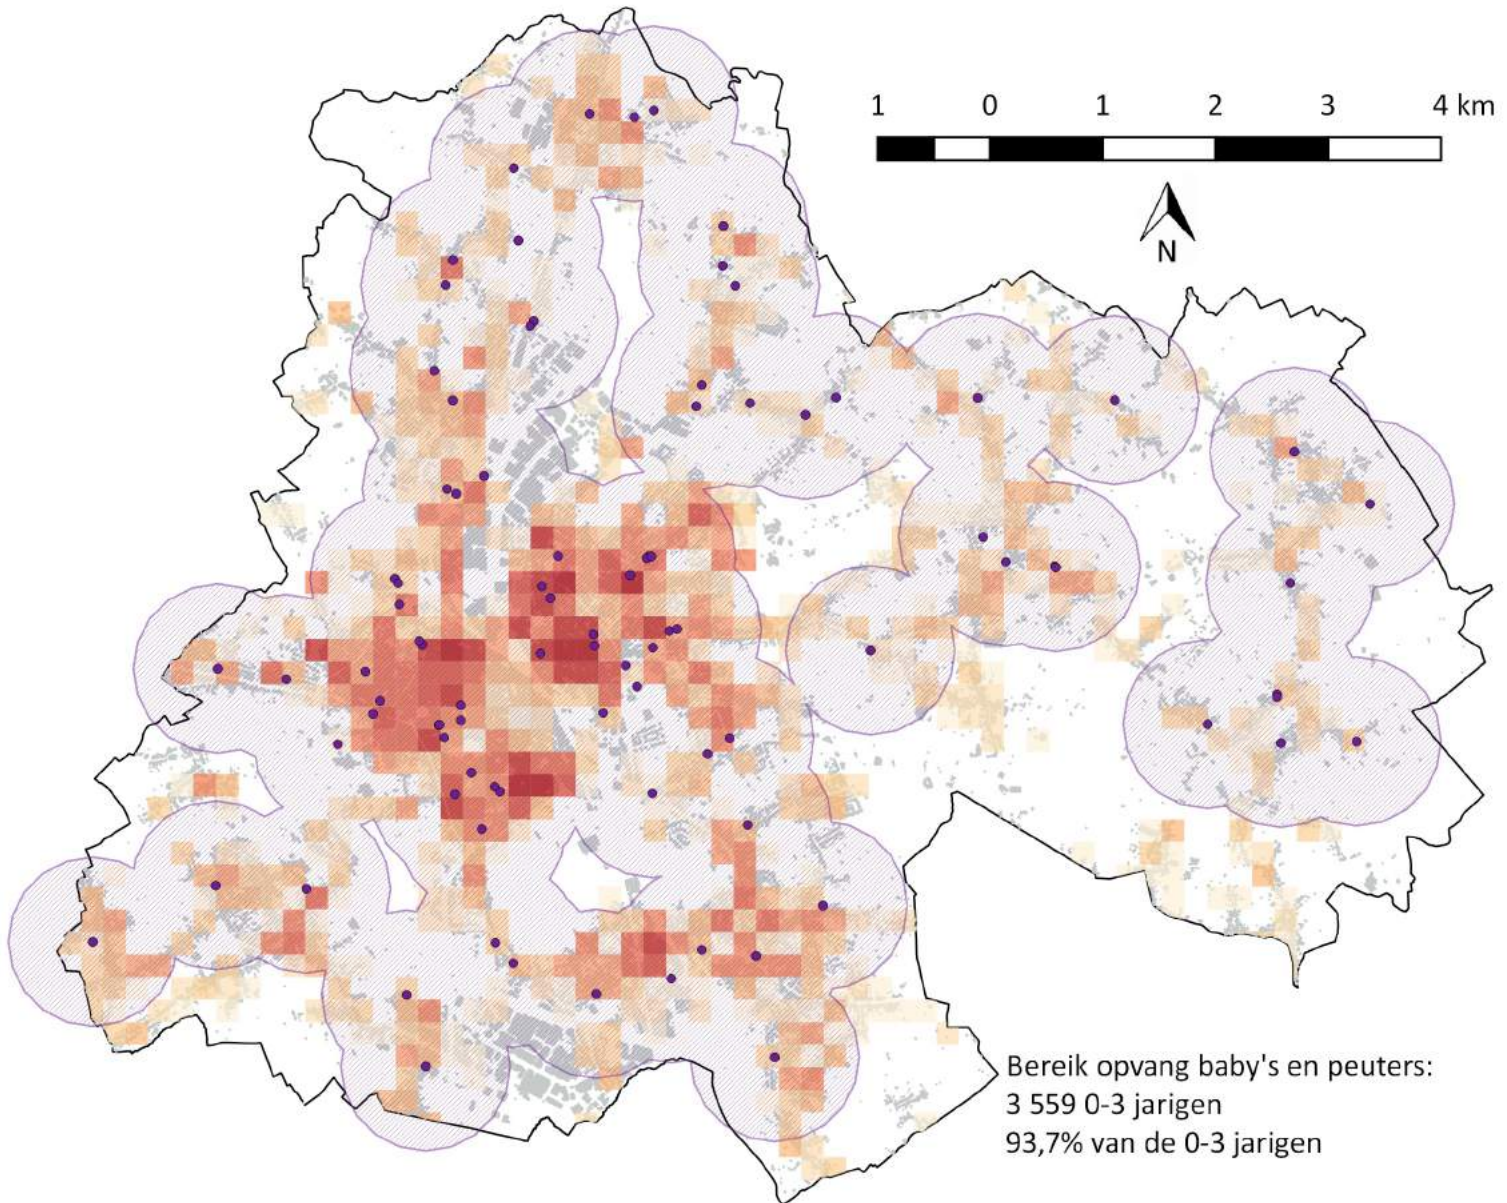 1 0 1 2 3 4 km
N
Bereik opvang baby's en peuters:
3 559 0-3 jarigen
93,7% van de 0-3 jarigen